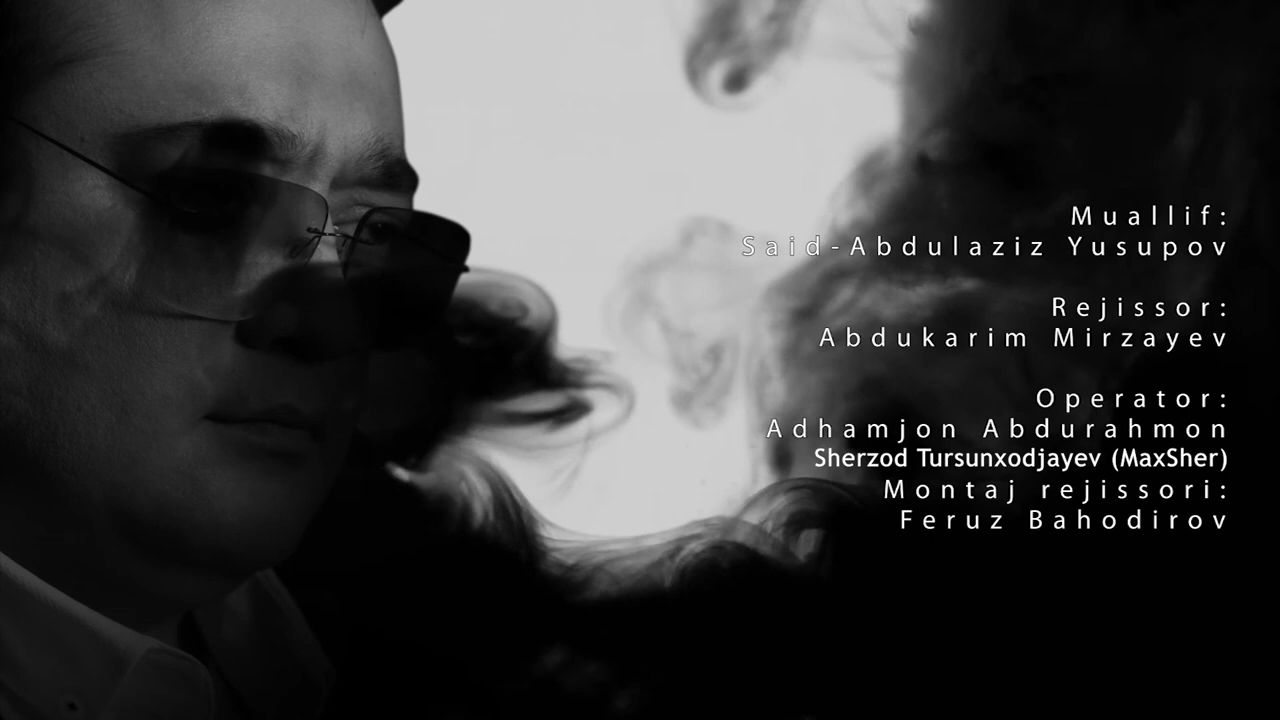 Muallif:
Said-Abdulaziz Yusupov
Rejissor:
Abdukarim Mirzayev
Operator:
Adhamjon Abdurahmon
Sherzod Tursunxodjayev (MaxSher)
Montaj rejissori:
Feruz Bahodirov